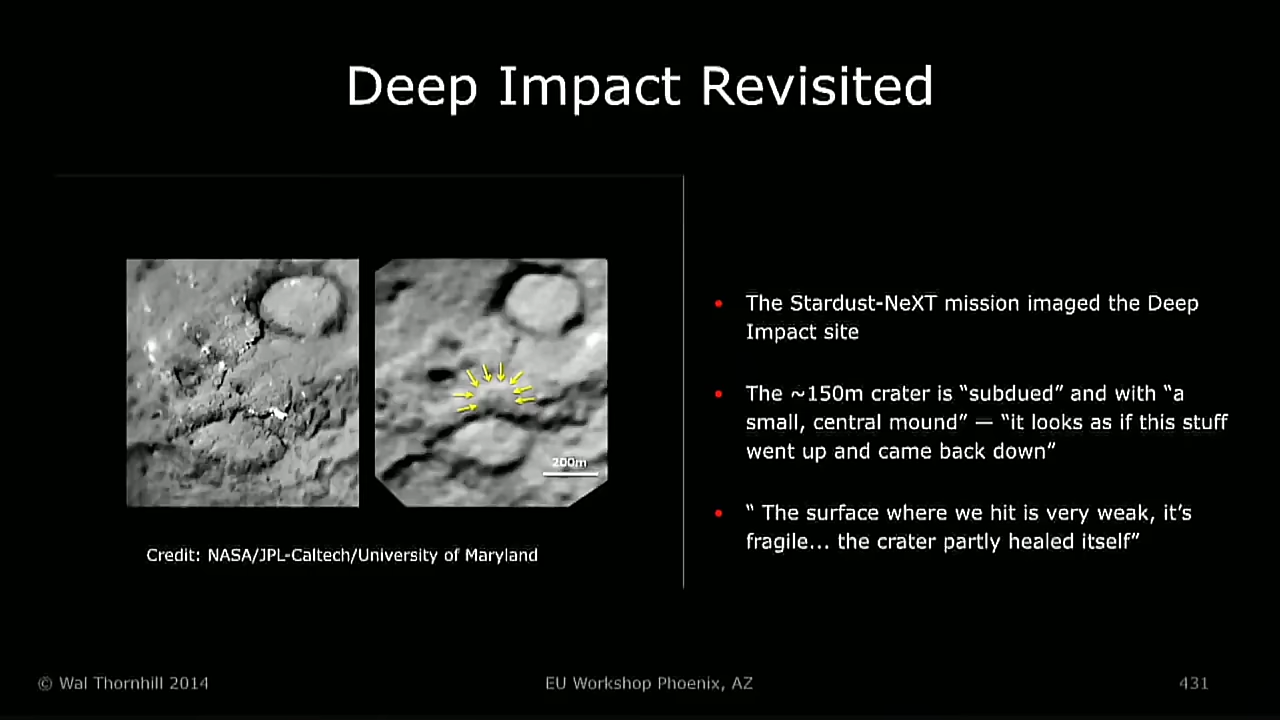 Deep Impact Revisited
200m
Credit: NASA/JPL-Caltech/University of Maryland
• The Stardust-NeXT mission imaged the Deep
Impact site
• The ~150m crater is “subdued” and with “a
small, central mound” — “it looks as if this stuff
went up and came back down”
• “ The surface where we hit is very weak, it’s
fragile... the crater partly healed itself”
© Wal Thornhill 2014
EU Workshop Phoenix, AZ
431